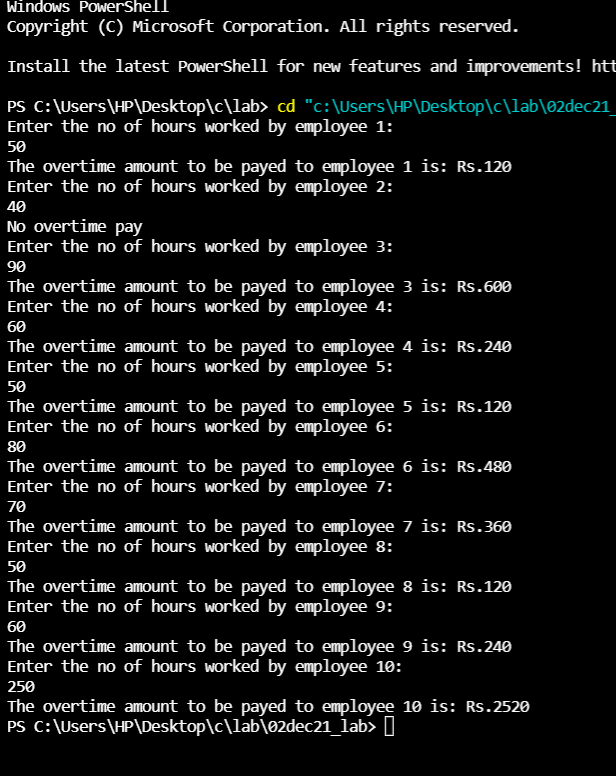 Windows PowerShell
Copyright (C) Microsoft Corporation. All rights reserved.
Install the latest PowerShell for new features and improvements! htt
PS C:\Users\HP\Desktop\c\lab> cd "c:\Users\HP\Desktop\c\lab\02dec21_
Enter the no of hours worked by employee 1:
50
The overtime amount to be payed to employee 1 is: Rs.120
Enter the no of hours worked by employee 2:
40
No overtime pay
Enter the no of hours worked by employee 3:
90
The overtime amount to be payed to employee 3 is: Rs.600
Enter the no of hours worked by employee 4:
60
The overtime amount to be payed to employee 4 is: Rs.240
Enter the no of hours worked by employee 5:
50
The overtime amount to be payed to employee 5 is: Rs.120
Enter the no of hours worked by employee 6:
80
The overtime amount to be payed to employee 6 is: Rs.480
Enter the no of hours worked by employee 7:
70
The overtime amount to be payed to employee 7 is: Rs.360
Enter the no of hours worked by employee 8:
50
The overtime amount to be payed to employee 8 is: Rs.120
Enter the no of hours worked by employee 9:
60
The overtime amount to be payed to employee 9 is: Rs.240
Enter the no of hours worked by employee 10:
250
The overtime amount to be payed to employee 10 is: Rs.2520
PS C:\Users\HP\Desktop\c\lab\02dec21_lab>